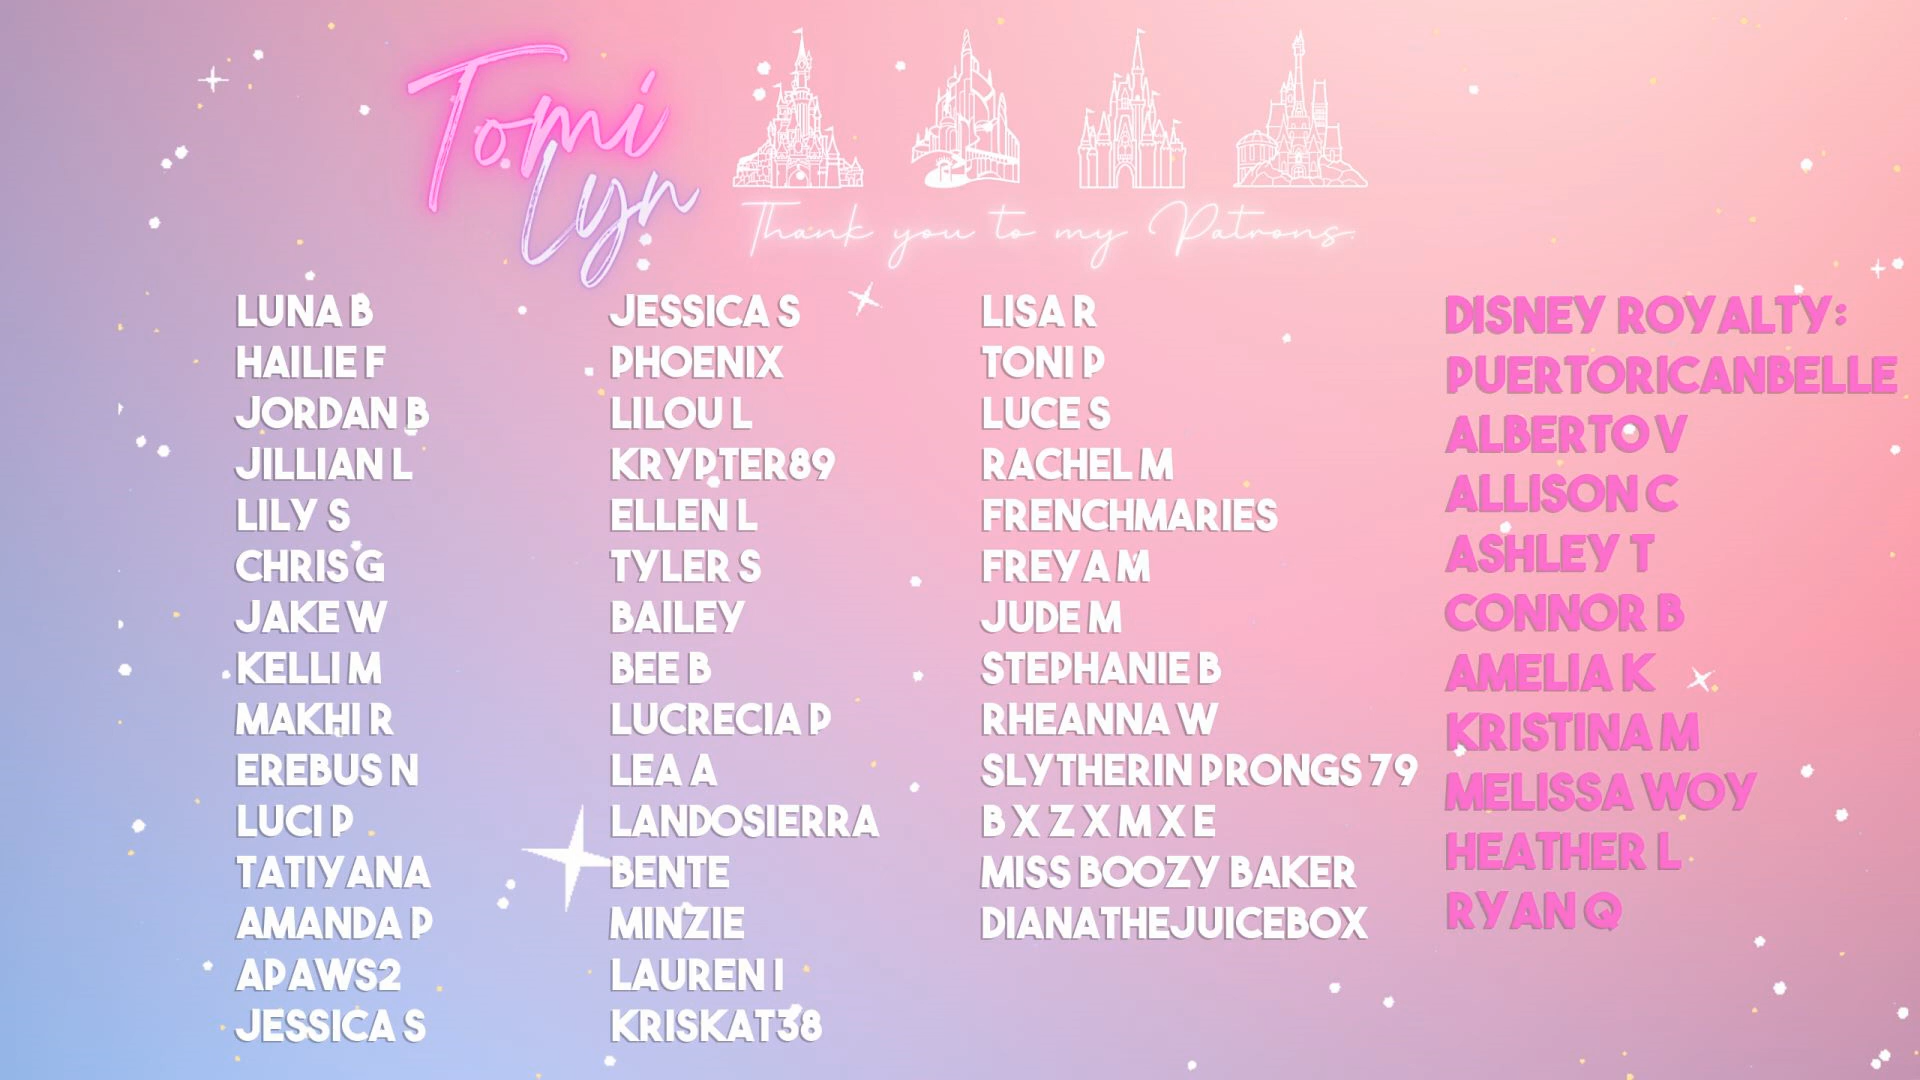 Tomi
Lyn
Thank you to my Patrons.
LUNA B
HAILIE F
JORDAN B
JILLIAN L
LILY S
CHRIS G
JAKE W
KELLI M
MAKHI R
EREBUS N
LUCI P
TATIYANA
AMANDA P
APAWS2
JESSICA S
JESSICA S
PHOENIX
LILOU L
KRYPTER89
ELLEN L
TYLER S
BAILEY
BEE B
LUCRECIA P
LEA A
LANDOSIERRA
BENTE
MINZIE
LAUREN I
KRISKAT38
LISA R
TONI P
LUCE S
RACHEL M
FRENCHMARIES
FREYA M
JUDE M
STEPHANIE B
RHEANNA W
SLYTHERIN PRONGS 79
B X Z X M X E
MISS BOOZY BAKER
DIANATHEJUICEBOX
DISNEY ROYALTY:
PUERTORICANBELLE
ALBERTO V
ALLISON C
ASHLEY T
CONNOR B
AMELIA K
KRISTINA M
MELISSA WOY
HEATHER L
RYAN Q